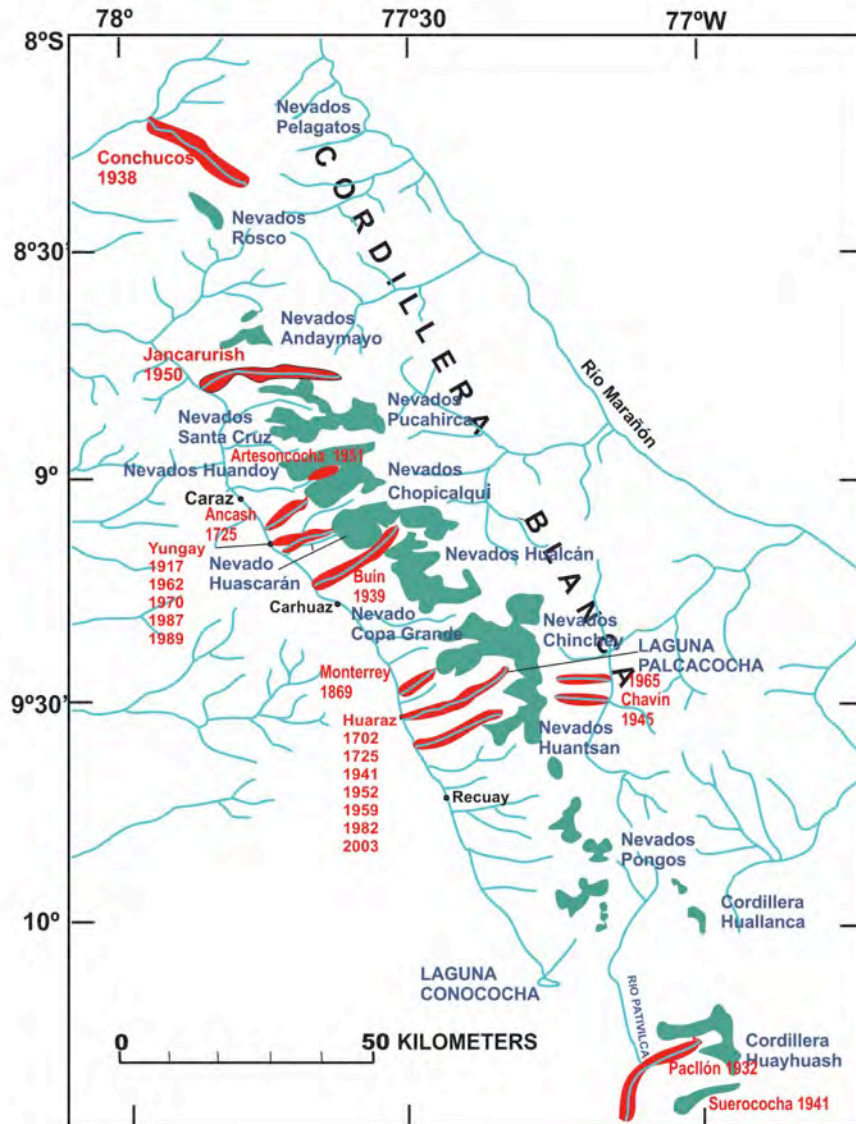 78º
77º30
77ºW
8ºS
Nevados
Pelagatos
Conchucos
1938
CORDILLERA
Nevados
Rosco
8º30'
Nevados
Andaymayo
Jancarurish
1950
Río Marañón
Nevados
Pucahirca
Nevados
Santa Cruz
Artesoncocha 1951
Nevados Huandoy
9º
Nevados
Chopicalqui
Caraz
Ancash
1725
BLANCA
Yungay
1917
1962
1970
1987
1989
Nevado
Huascarán
Nevados Hualcán
Buín
1939
Carhuaz
Nevado
Copa Grande
Nevados
Chinchey
LAGUNA
PALCACOCHA
Monterrey
1869
1965
Chavín
1945
9º30'
Huaraz
1702
1725
1941
1952
1959
1982
2003
Nevados
Huantsan
Recuay
Nevados
Pongos
10º
Cordillera
Huallanca
LAGUNA
CONOCOCHA
RIO PATIVILCA
0
50 KILOMETERS
Cordillera
Huayhuash
Pacllón 1932
Suerococha 1941